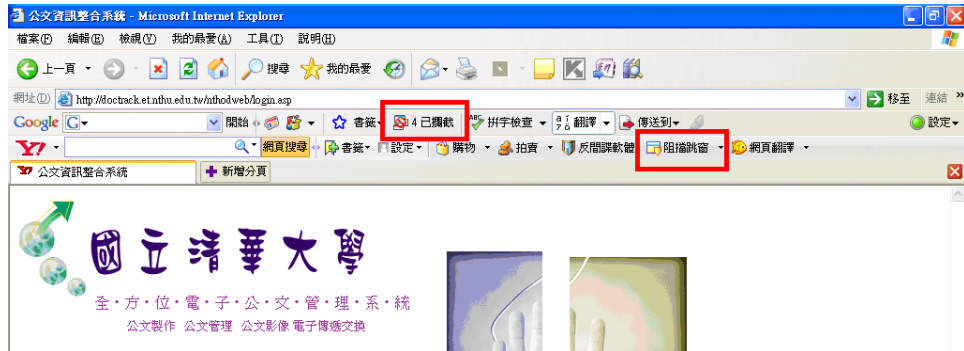 公文資訊整合系統 - Microsoft Internet Explorer
檔案(F) 編輯(E) 檢視(V) 我的最愛(A) 工具(T) 說明(H)
上一頁 搜尋 我的最愛
網址(D) http://doctrack.et.nthu.edu.tw/nthodweb/login.asp 移至 連結 »
Google G 開始 書籤 4 已攔截 拼字檢查 翻譯 傳送到 設定
Y! 網頁搜尋 書籤 設定 購物 拍賣 反間諜軟體 阻擋跳窗 網頁翻譯
公文資訊整合系統 新增分頁
國立清華大學
全・方・位・電・子・公・文・管・理・系・統
公文製作 公文管理 公文影像 電子傳遞交換